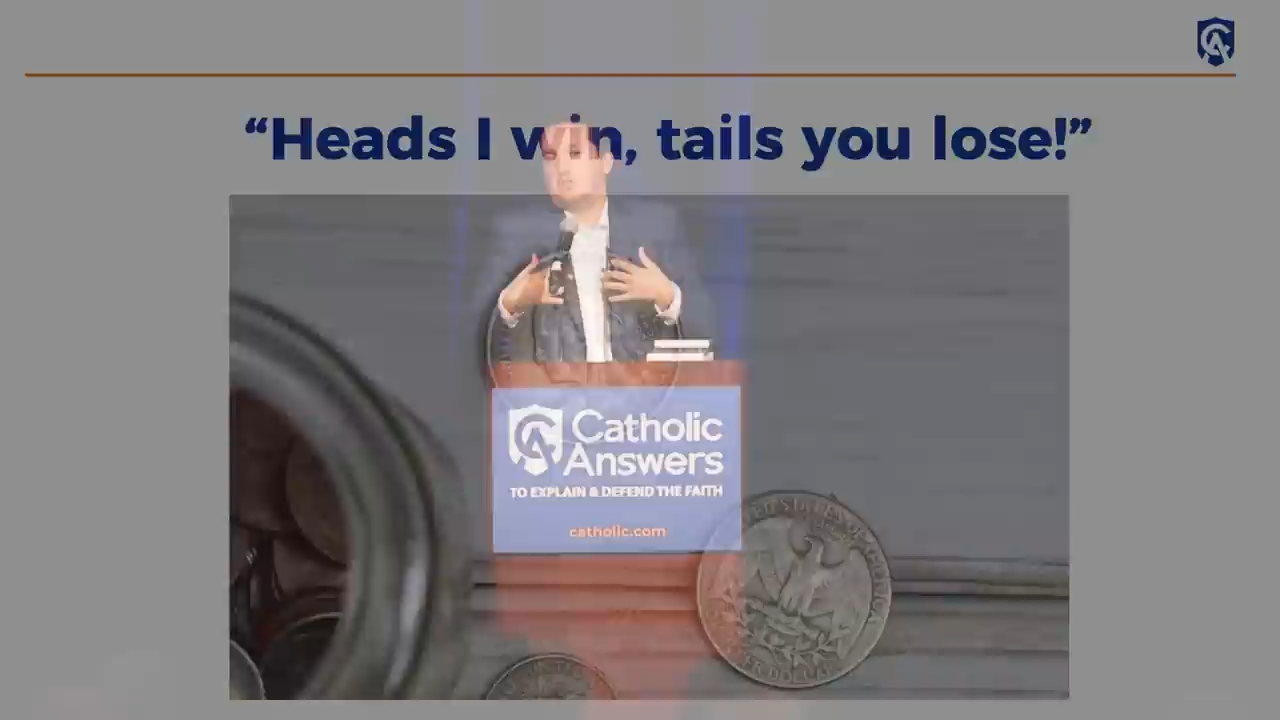 “Heads I win, tails you lose!”
Catholic
Answers
TO EXPLAIN & DEFEND THE FAITH
catholic.com